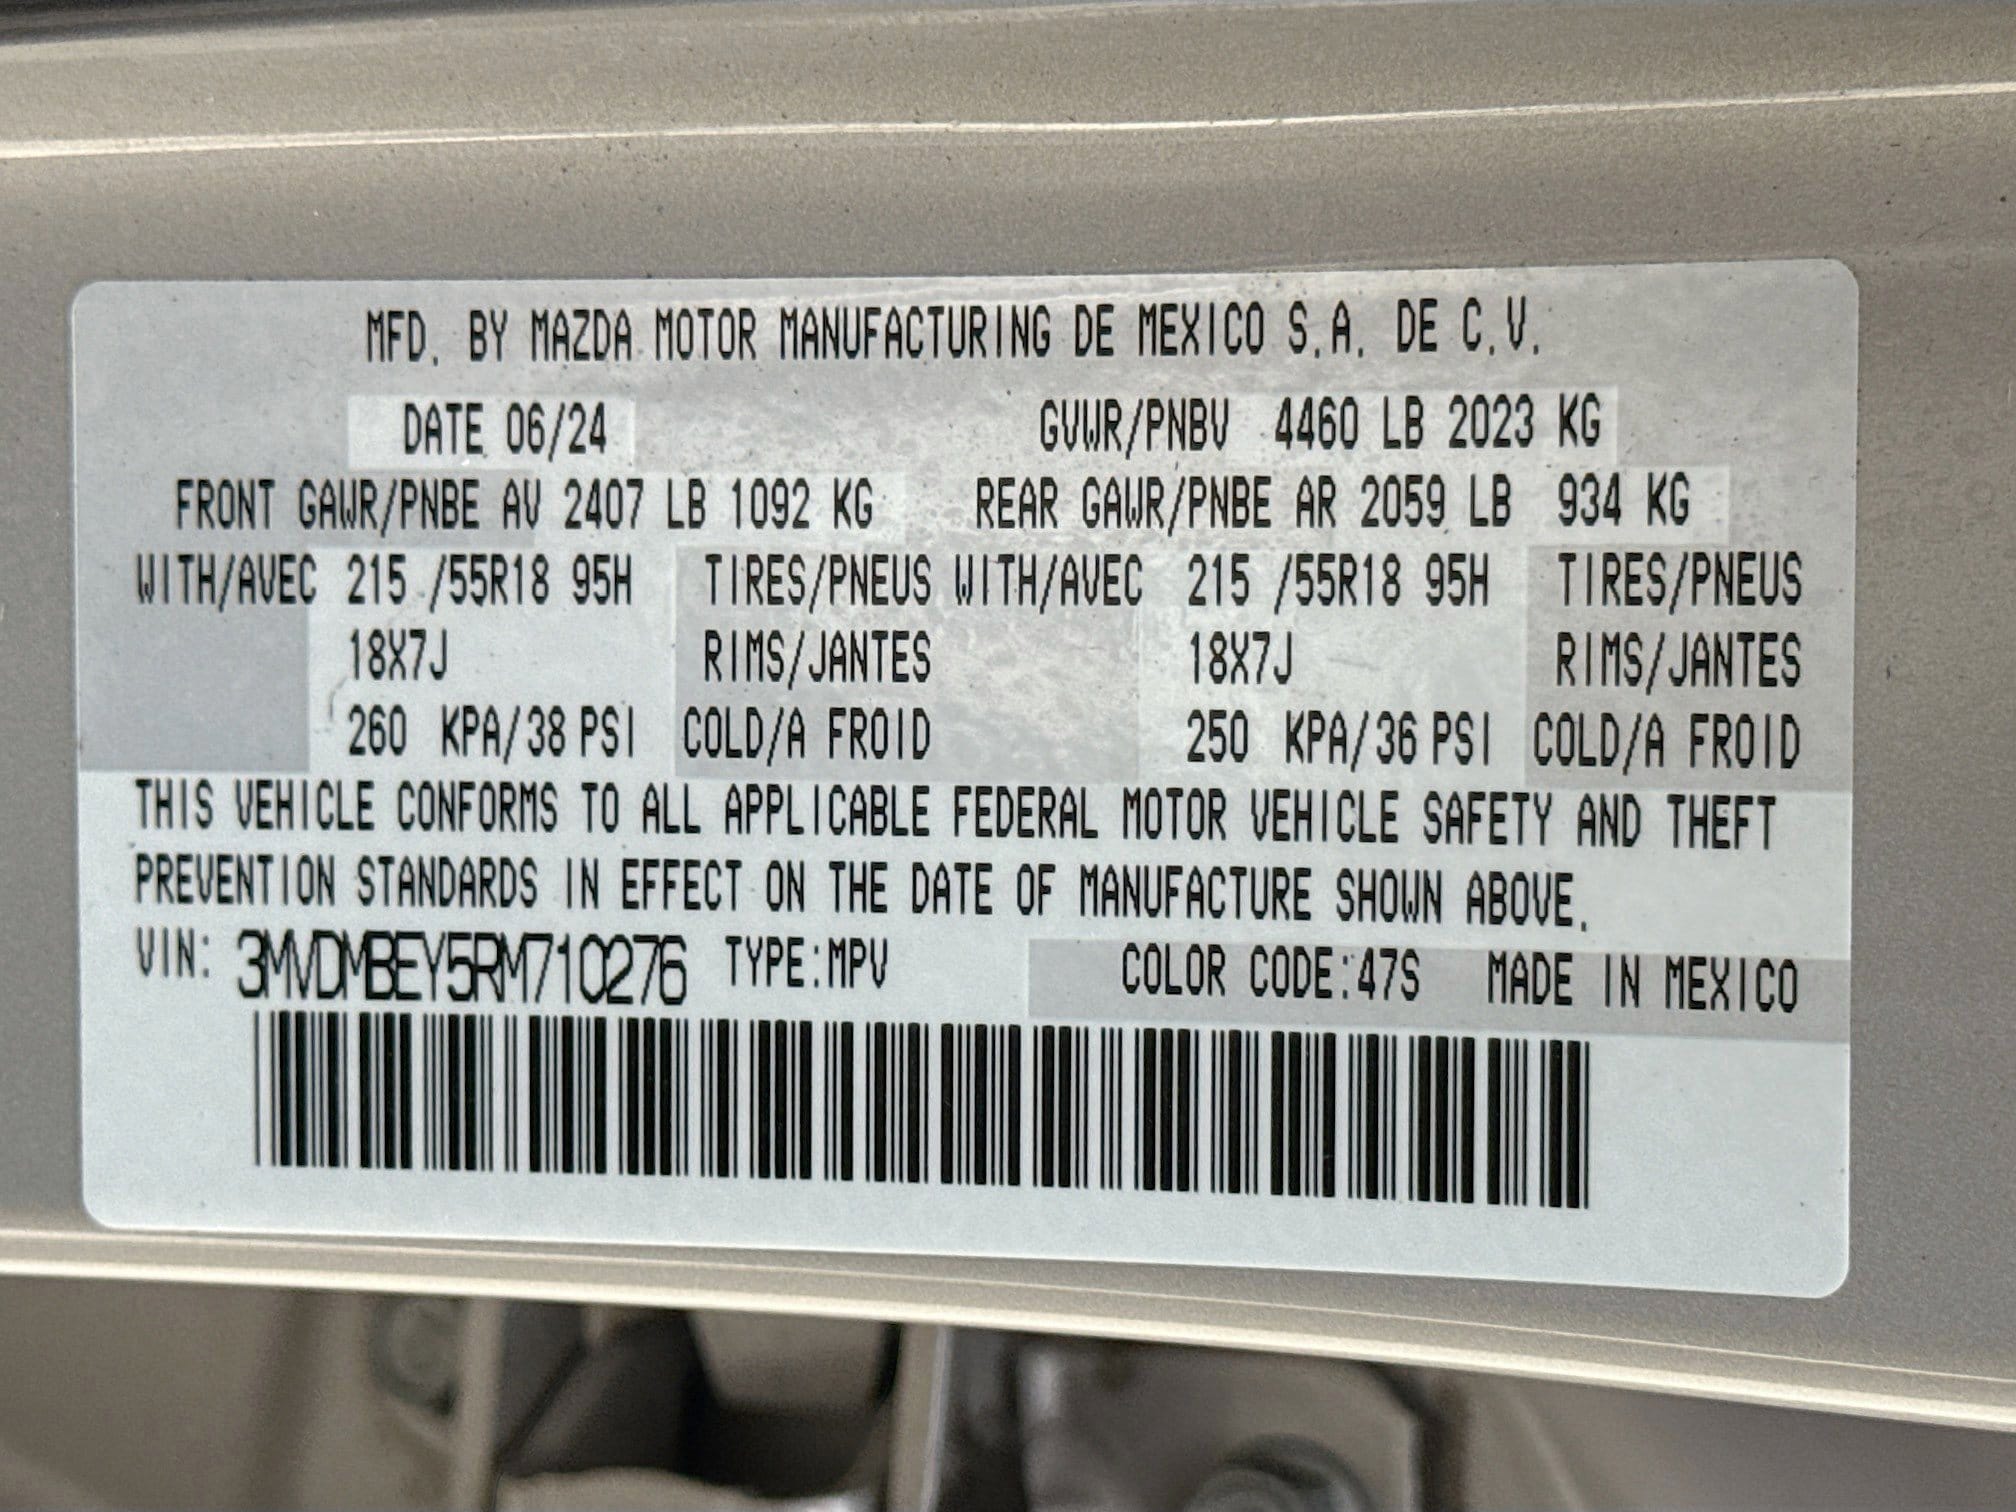 MFD. BY MAZDA MOTOR MANUFACTURING DE MEXICO S.A. DE C.V.
DATE 06/24 GVWR/PNBV 4460 LB 2023 KG
FRONT GAWR/PNBE AV 2407 LB 1092 KG REAR GAWR/PNBE AR 2059 LB 934 KG
WITH/AVEC 215 /55R18 95H TIRES/PNEUS WITH/AVEC 215 /55R18 95H TIRES/PNEUS
18X7J RIMS/JANTES 18X7J RIMS/JANTES
260 KPA/38 PSI COLD/A FROID 250 KPA/36 PSI COLD/A FROID
THIS VEHICLE CONFORMS TO ALL APPLICABLE FEDERAL MOTOR VEHICLE SAFETY AND THEFT
PREVENTION STANDARDS IN EFFECT ON THE DATE OF MANUFACTURE SHOWN ABOVE.
VIN: 3MVDMBEY5RM710276 TYPE:MPV COLOR CODE:47S MADE IN MEXICO